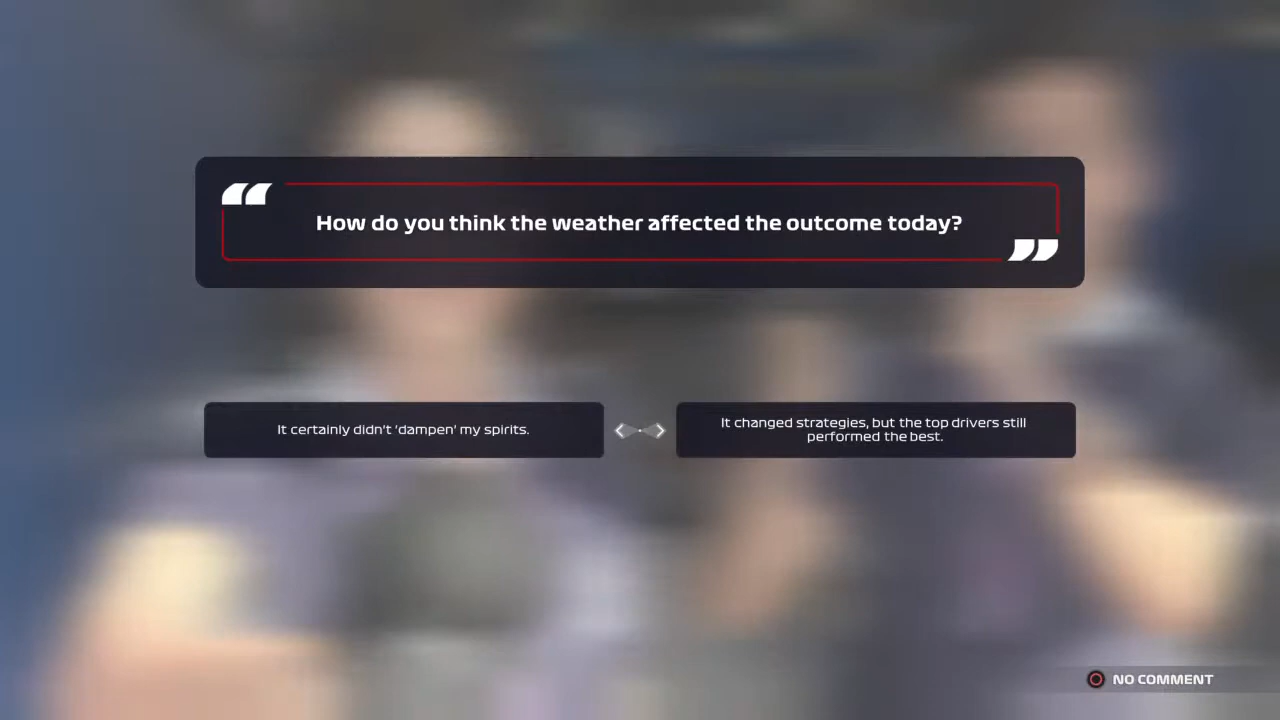 How do you think the weather affected the outcome today?
It certainly didn't 'dampen' my spirits.
It changed strategies, but the top drivers still
performed the best.
NO COMMENT